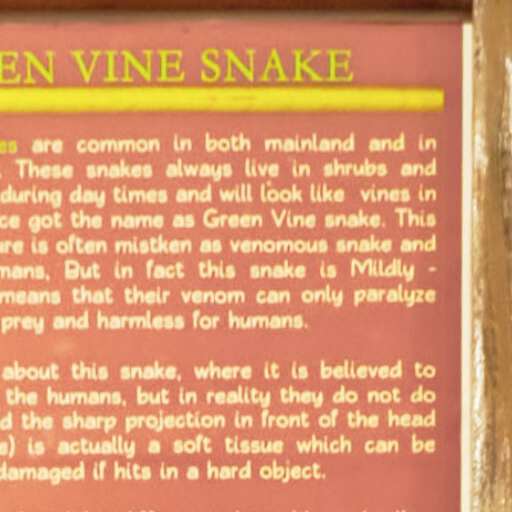 EN VINE SNAKE
es are common in both mainland and in
. These snakes always live in shrubs and
during day times and will look like vines in
ce got the name as Green Vine snake. This
ure is often mistken as venomous snake and
mans, But in fact this snake is Mildly -
means that their venom can only paralyze
prey and harmless for humans.
about this snake, where it is believed to
the humans, but in reality they do not do
d the sharp projection in front of the head
e) is actually a soft tissue which can be
damaged if hits in a hard object.